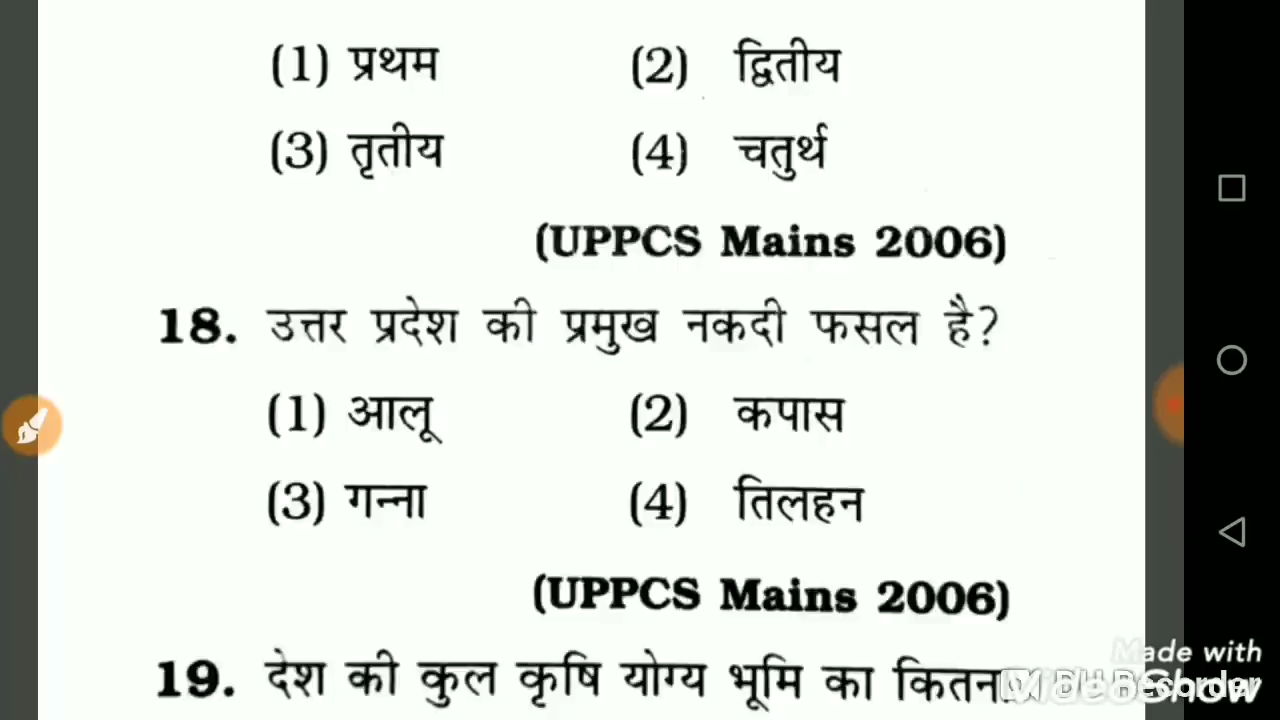 (1) प्रथम (2) द्वितीय
(3) तृतीय (4) चतुर्थ
(UPPCS Mains 2006)
18. उत्तर प्रदेश की प्रमुख नकदी फसल है?
(1) आलू (2) कपास
(3) गन्ना (4) तिलहन
(UPPCS Mains 2006)
Made with
19. देश की कुल कृषि योग्य भूमि का